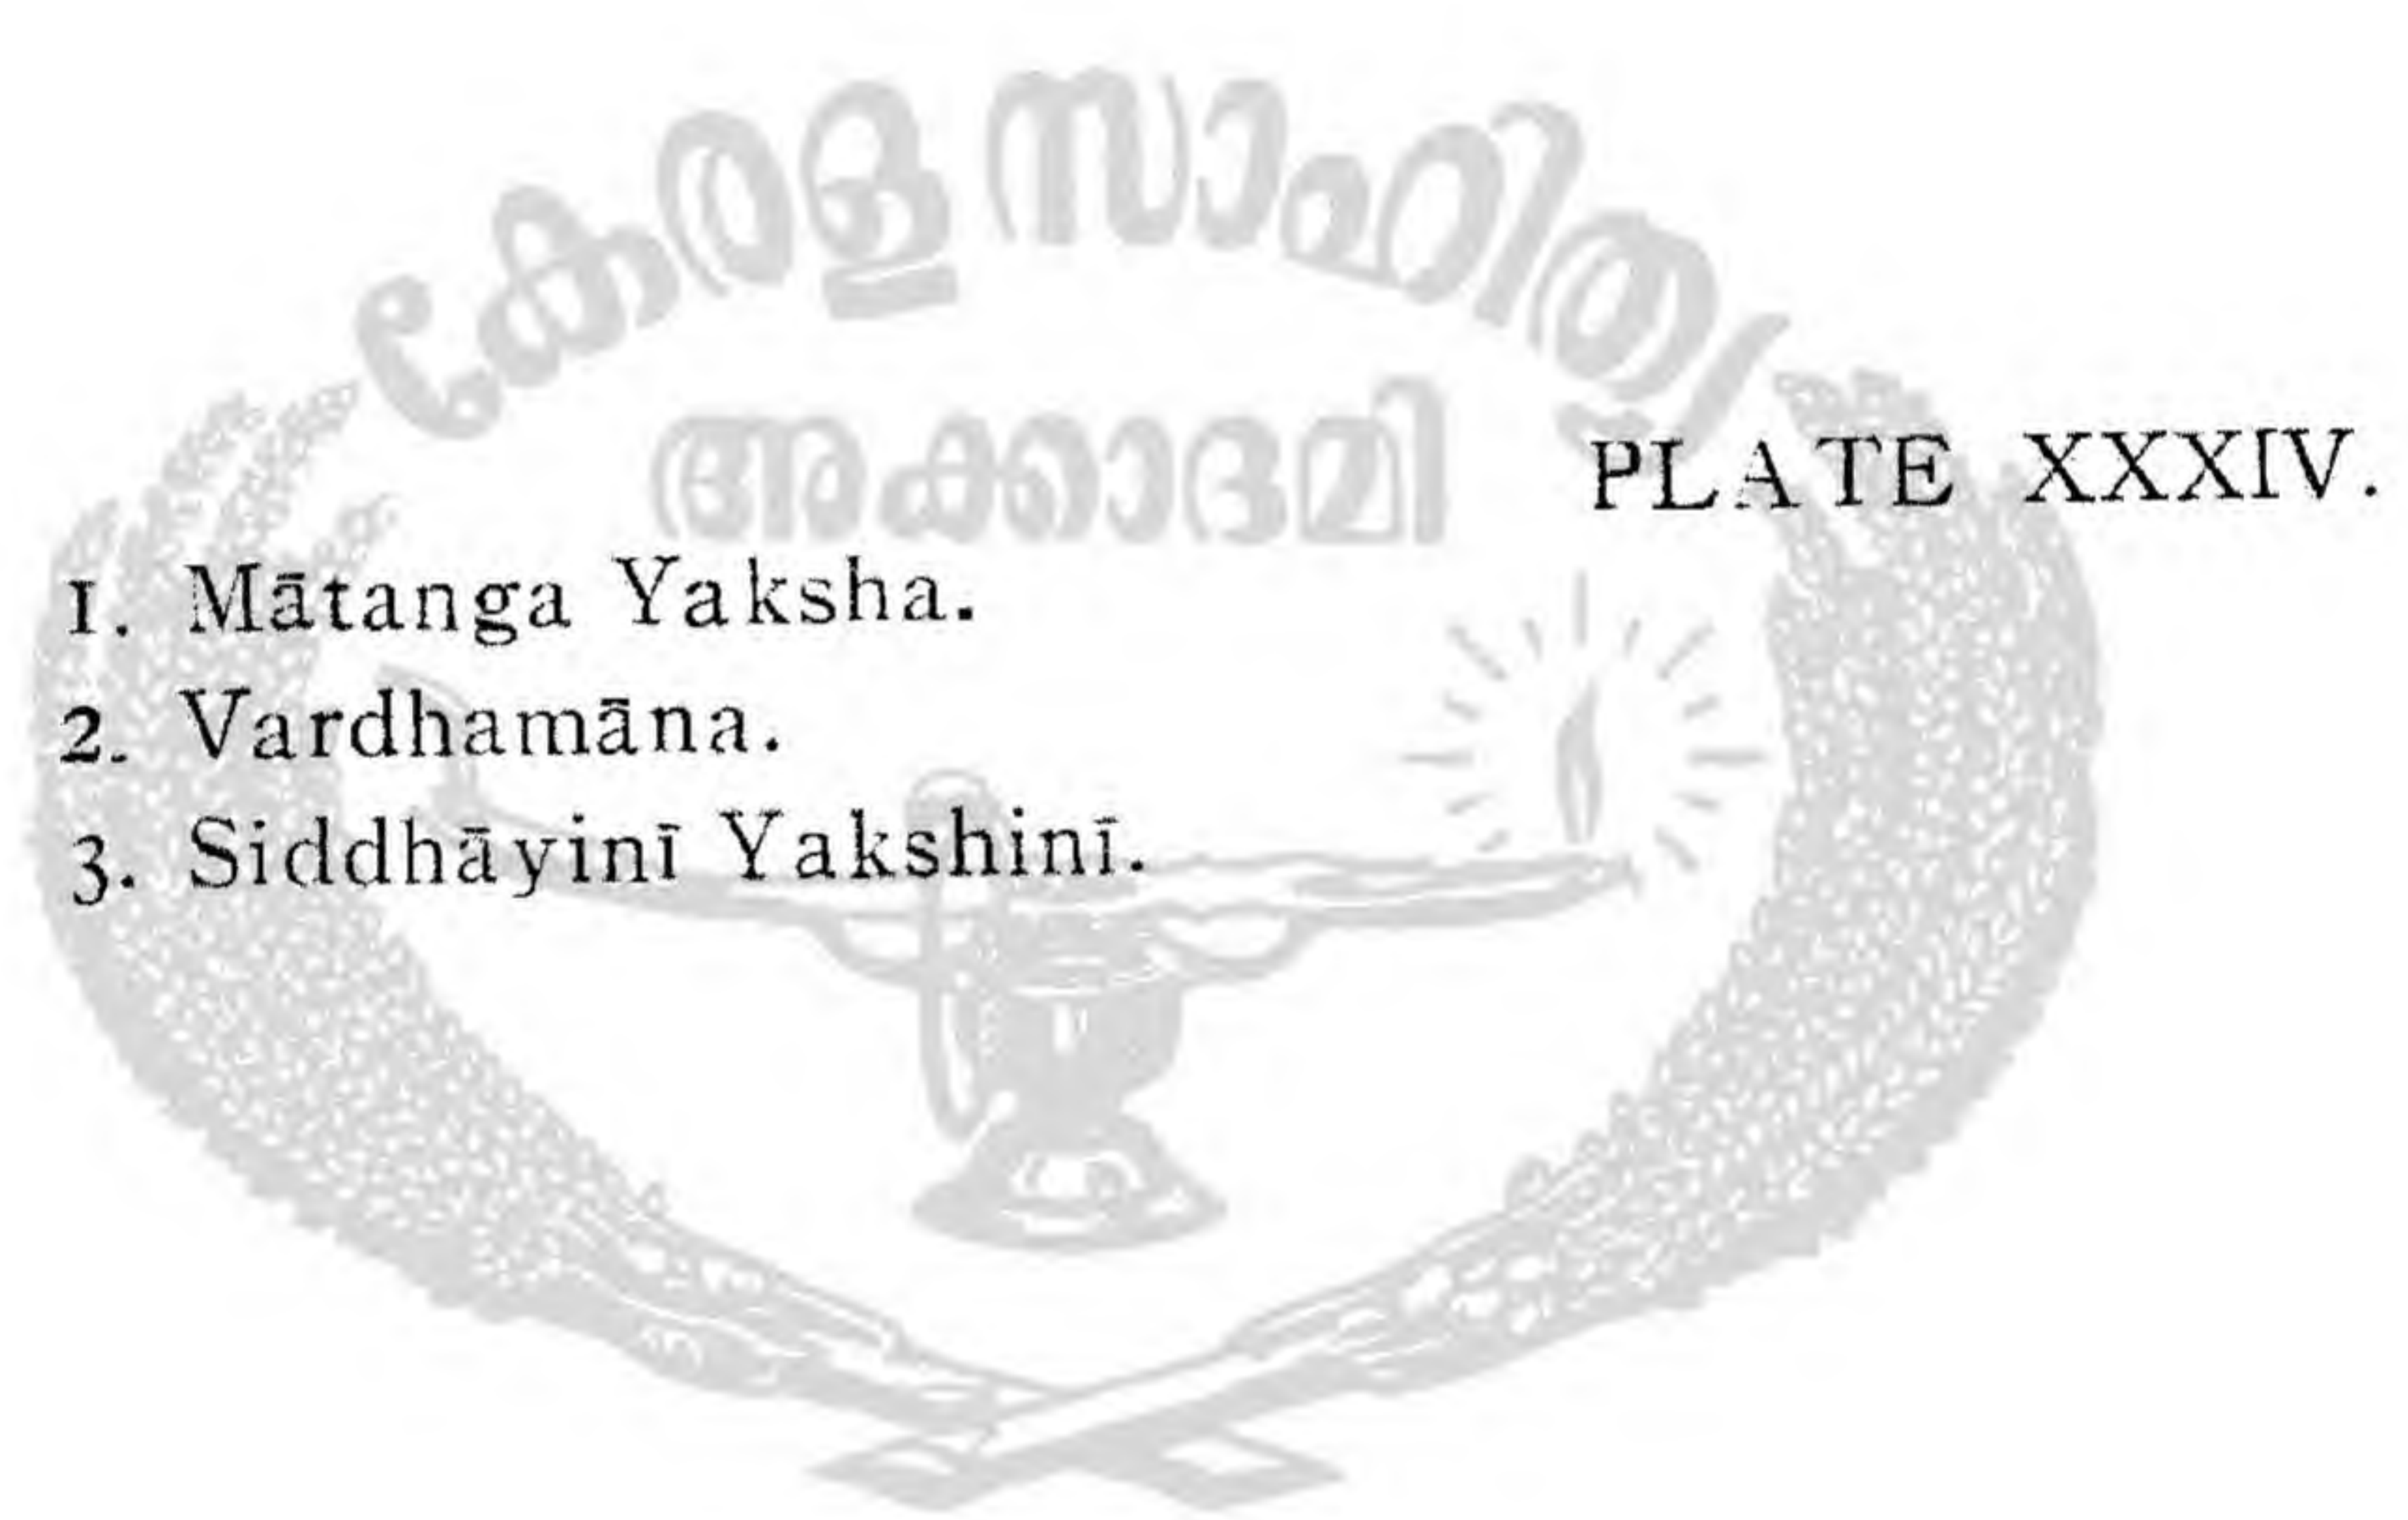 കേരള സാഹിത്യ
അക്കാദമി
PLATE XXXIV.
1. Mātanga Yaksha.
2. Vardhamāna.
3. Siddhāyinī Yakshinī.